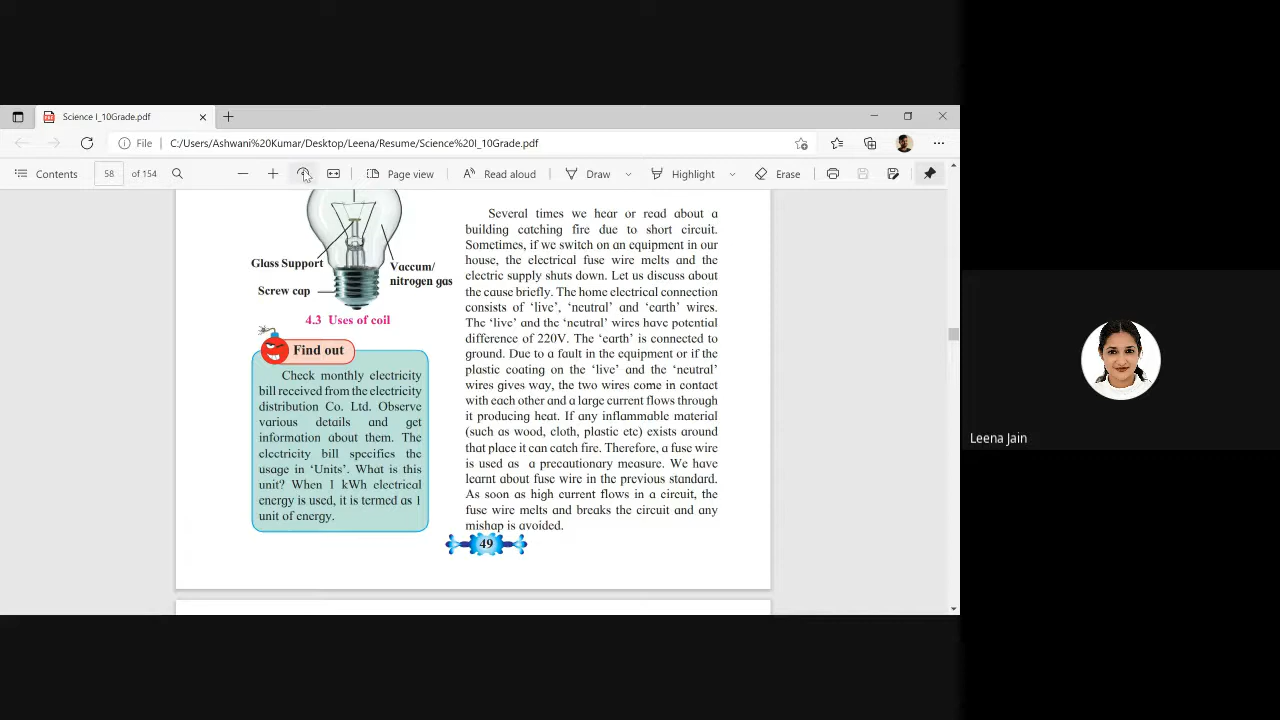 Science I_10Grade.pdf
File
C:/Users/Ashwani%20Kumar/Desktop/Leena/Resume/Science%20I_10Grade.pdf
Contents
58
of 154
Page view
Read aloud
Draw
Highlight
Erase
Glass Support
Vaccum/
nitrogen gas
Screw cap
4.3 Uses of coil
Find out
Check monthly electricity
bill received from the electricity
distribution Co. Ltd. Observe
various details and get
information about them. The
electricity bill specifies the
usage in ‘Units’. What is this
unit? When 1 kWh electrical
energy is used, it is termed as 1
unit of energy.
Several times we hear or read about a
building catching fire due to short circuit.
Sometimes, if we switch on an equipment in our
house, the electrical fuse wire melts and the
electric supply shuts down. Let us discuss about
the cause briefly. The home electrical connection
consists of ‘live’, ‘neutral’ and ‘earth’ wires.
The ‘live’ and the ‘neutral’ wires have potential
difference of 220V. The ‘earth’ is connected to
ground. Due to a fault in the equipment or if the
plastic coating on the ‘live’ and the ‘neutral’
wires gives way, the two wires come in contact
with each other and a large current flows through
it producing heat. If any inflammable material
(such as wood, cloth, plastic etc) exists around
that place it can catch fire. Therefore, a fuse wire
is used as a precautionary measure. We have
learnt about fuse wire in the previous standard.
As soon as high current flows in a circuit, the
fuse wire melts and breaks the circuit and any
mishap is avoided.
49
Leena Jain